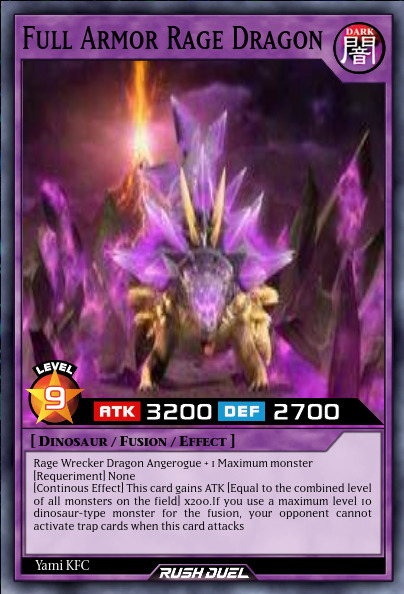 Full Armor Rage Dragon
DARK
闇
LEVEL
9
ATK 3200 DEF 2700
[ Dinosaur / Fusion / Effect ]
Rage Wrecker Dragon Angerogue + 1 Maximum monster
[Requeriment] None
[Continous Effect] This card gains ATK [Equal to the combined level
of all monsters on the field] x200.If you use a maximum level 10
dinosaur-type monster for the fusion, your opponent cannot
activate trap cards when this card attacks
Yami KFC
RUSH DUEL